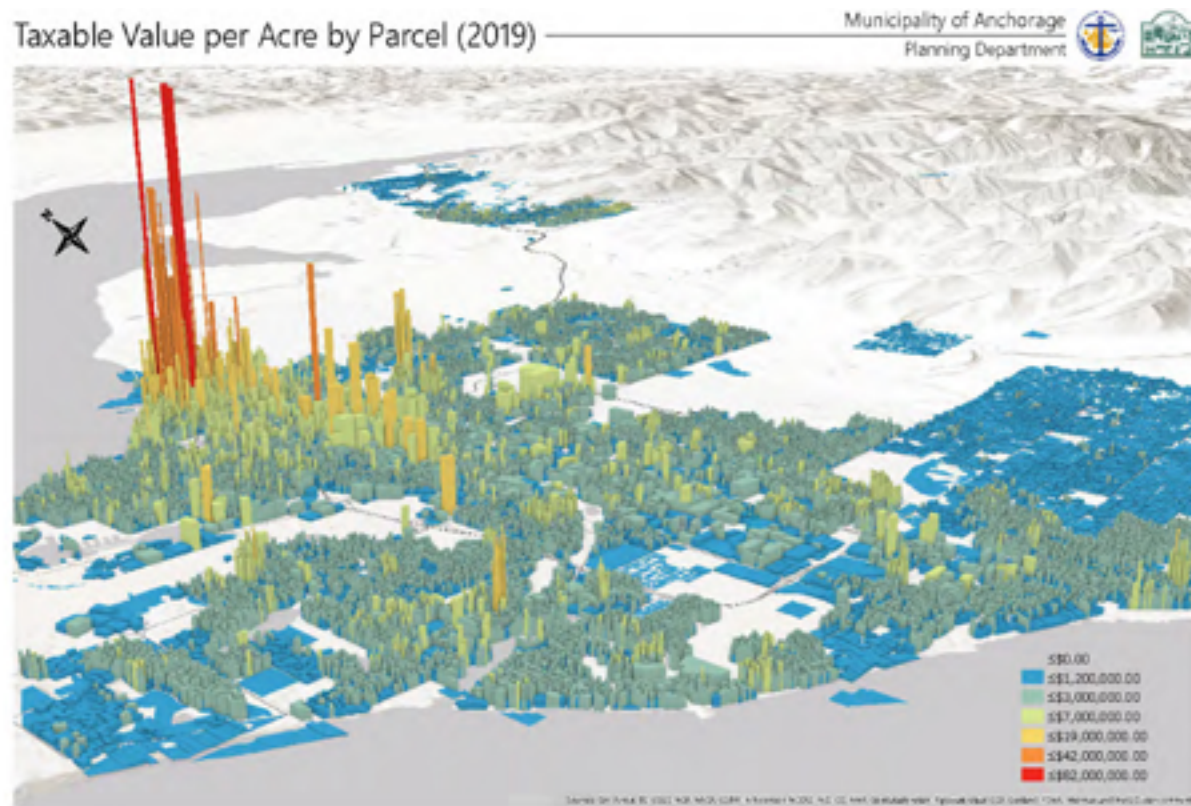 Taxable Value per Acre by Parcel (2019)
Municipality of Anchorage
Planning Department
≤$0.00
≤$1,200,000.00
≤$3,000,000.00
≤$7,000,000.00
≤$19,000,000.00
≤$42,000,000.00
≤$82,000,000.00